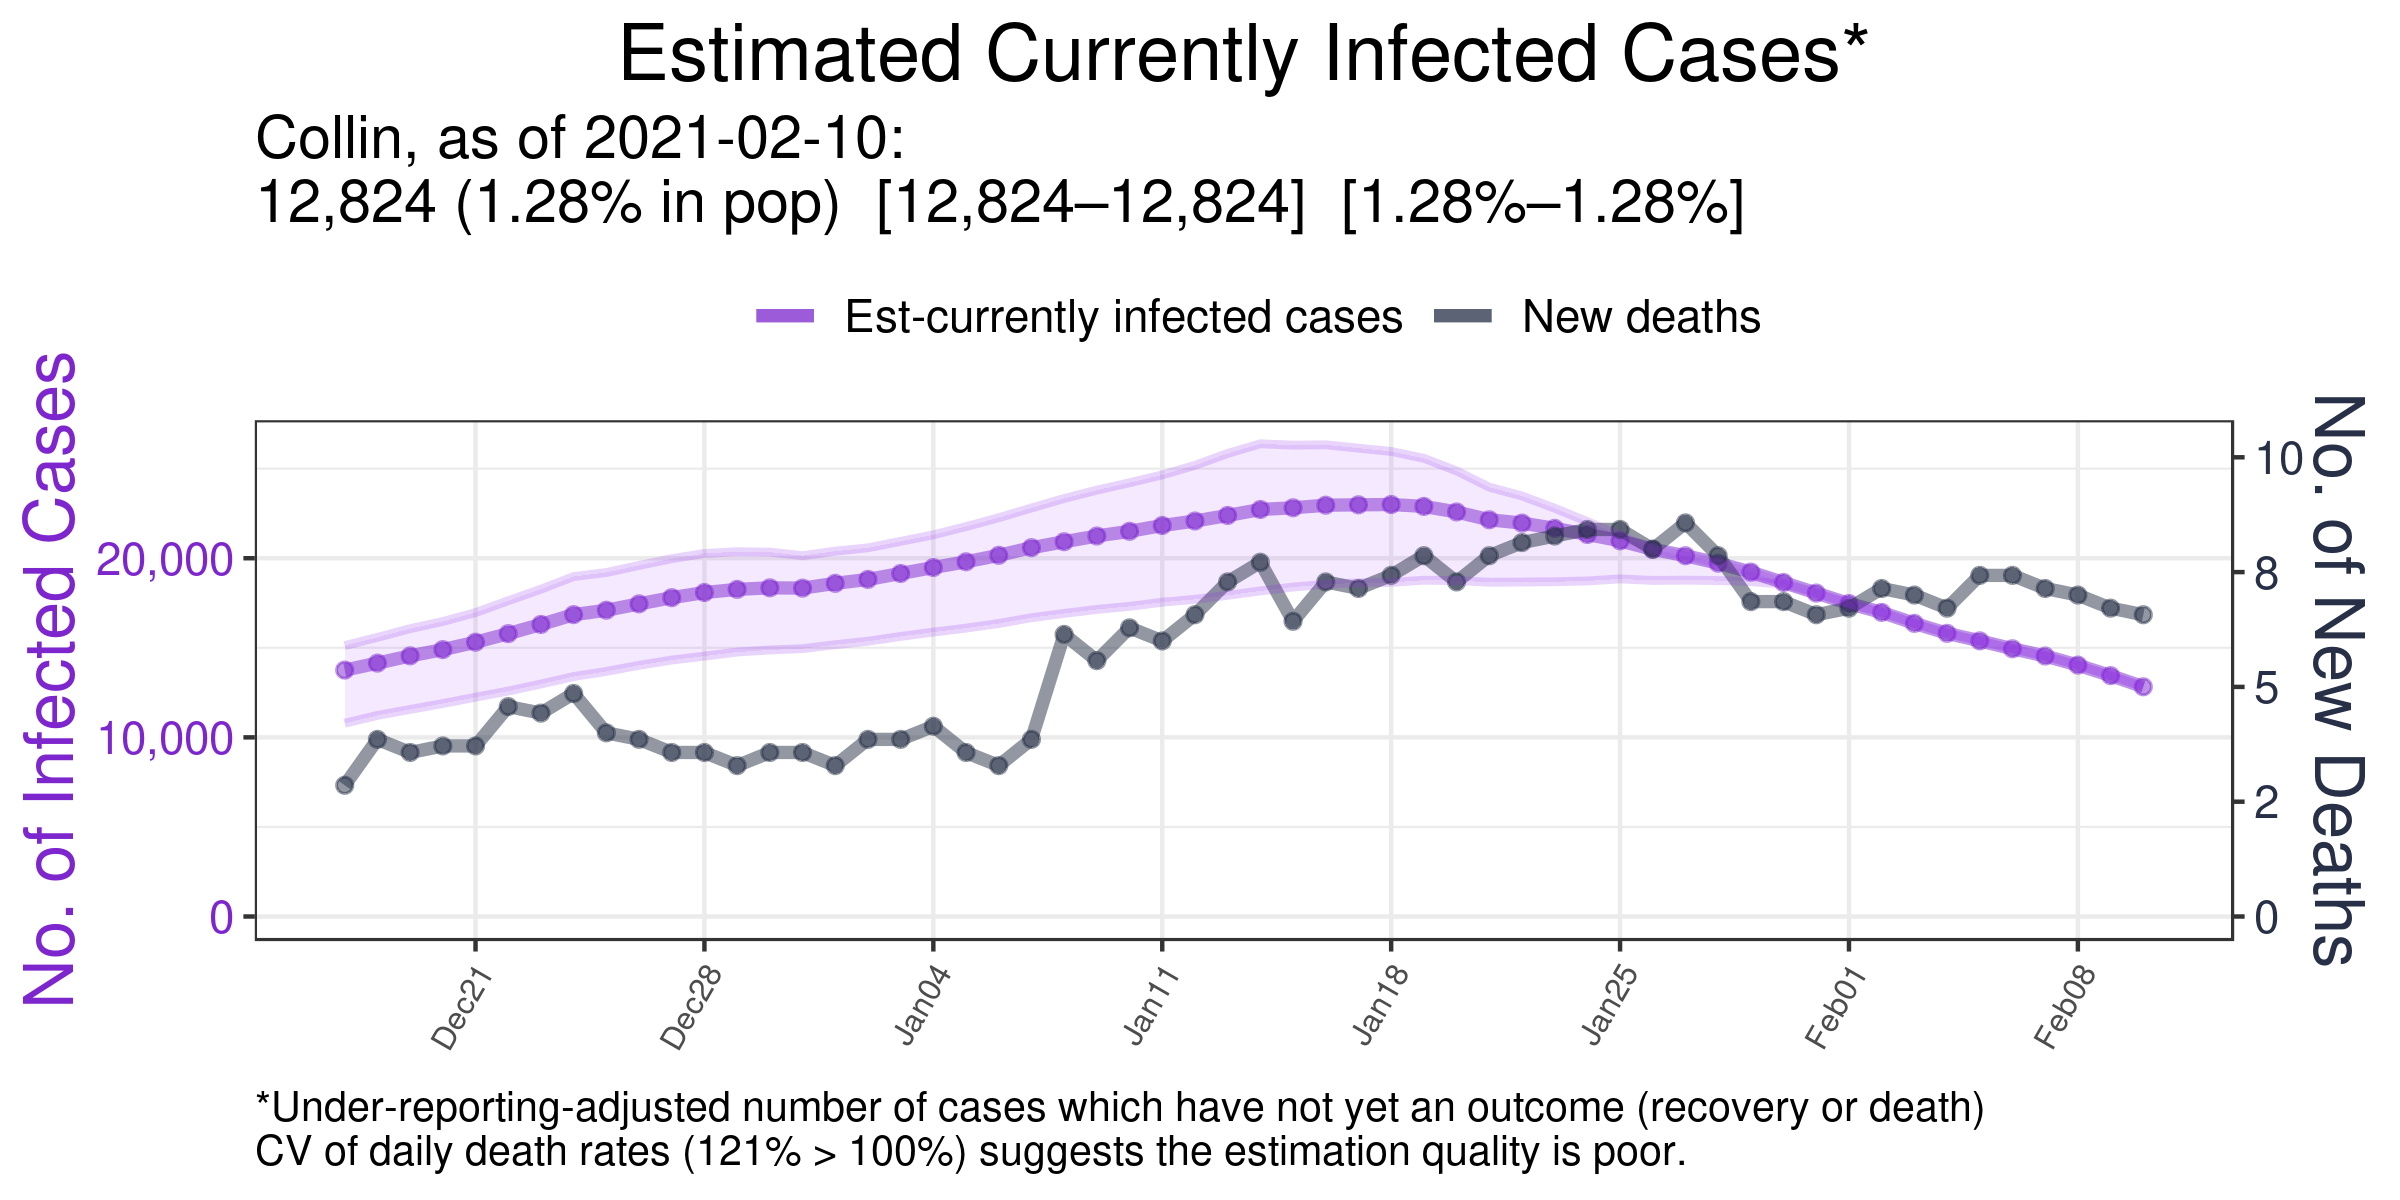 Estimated Currently Infected Cases*
Collin, as of 2021-02-10:
12,824 (1.28% in pop)  [12,824–12,824]  [1.28%–1.28%]
Est-currently infected cases
New deaths
No. of Infected Cases
20,000
10,000
0
No. of New Deaths
10
8
5
2
0
Dec21
Dec28
Jan04
Jan11
Jan18
Jan25
Feb01
Feb08
*Under-reporting-adjusted number of cases which have not yet an outcome (recovery or death)
CV of daily death rates (121% > 100%) suggests the estimation quality is poor.